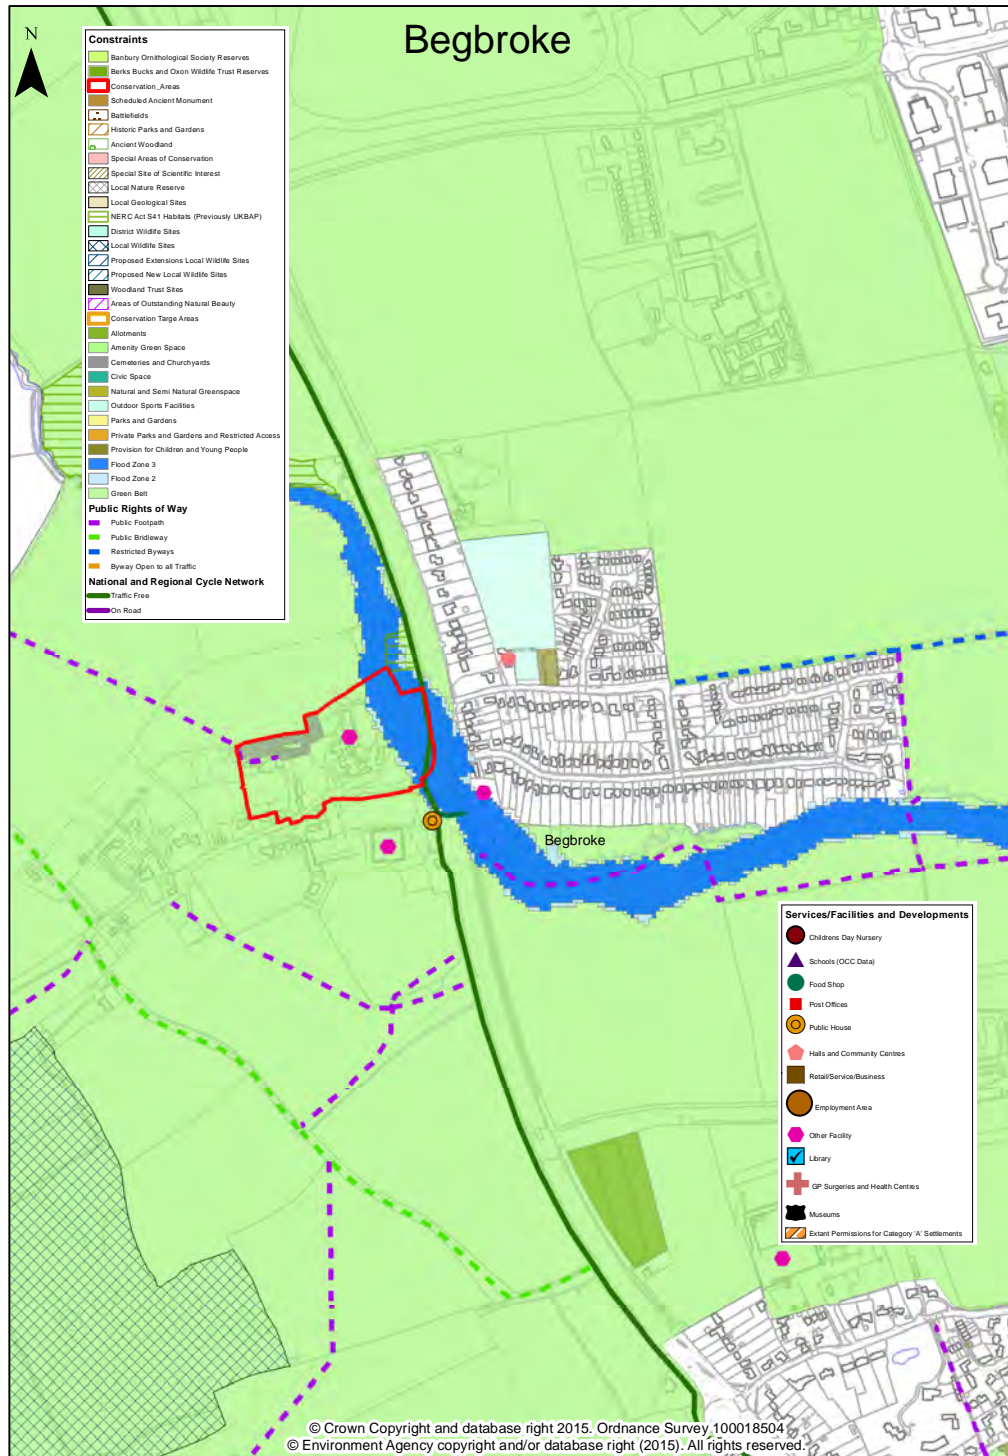 Begbroke
N
Constraints
Banbury Ornithological Society Reserves
Berks Bucks and Oxon Wildlife Trust Reserves
Conservation_Areas
Scheduled Ancient Monument
Battlefields
Historic Parks and Gardens
Ancient Woodland
Special Areas of Conservation
Special Site of Scientific Interest
Local Nature Reserve
Local Geological Sites
NERC Act S41 Habitats (Previously UKBAP)
District Wildlife Sites
Local Wildlife Sites
Proposed Extensions Local Wildlife Sites
Proposed New Local Wildlife Sites
Woodland Trust Sites
Areas of Outstanding Natural Beauty
Conservation Targe Areas
Allotments
Amenity Green Space
Cemeteries and Churchyards
Civic Space
Natural and Semi Natural Greenspace
Outdoor Sports Facilities
Parks and Gardens
Private Parks and Gardens and Restricted Access
Provision for Children and Young People
Flood Zone 3
Flood Zone 2
Green Belt
Public Rights of Way
Public Footpath
Public Bridleway
Restricted Byways
Byway Open to all Traffic
National and Regional Cycle Network
Traffic Free
On Road
Begbroke
Services/Facilities and Developments
Childrens Day Nursery
Schools (OCC Data)
Food Shop
Post Offices
Public House
Halls and Community Centres
Retail/Service/Business
Employment Area
Other Facility
Library
GP Surgeries and Health Centres
Museums
Extant Permissions for Category 'A' Settlements
© Crown Copyright and database right 2015. Ordnance Survey 100018504
© Environment Agency copyright and/or database right (2015). All rights reserved.